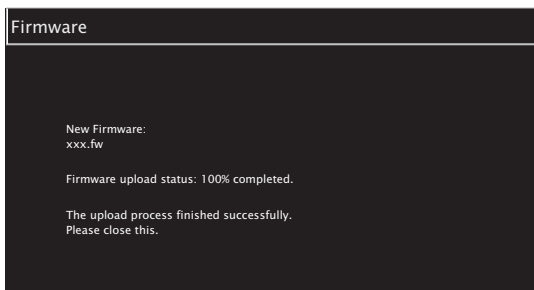 Firmware
New Firmware:
xxx.fw
Firmware upload status: 100% completed.
The upload process finished successfully.
Please close this.